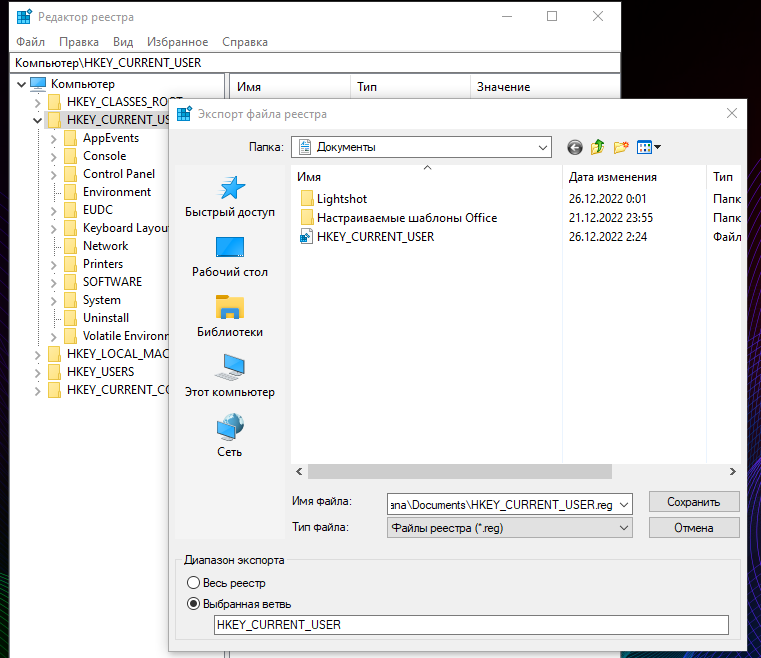 Редактор реестра
Файл Правка Вид Избранное Справка
Компьютер\HKEY_CURRENT_USER
Компьютер
HKEY_CLASSES_ROOT
HKEY_CURRENT_US
AppEvents
Console
Control Panel
Environment
EUDC
Keyboard Layou
Network
Printers
SOFTWARE
System
Uninstall
Volatile Environ
HKEY_LOCAL_MAC
HKEY_USERS
HKEY_CURRENT_CO
Имя Тип Значение
Экспорт файла реестра
Папка: Документы
Быстрый доступ
Рабочий стол
Библиотеки
Этот компьютер
Сеть
Имя Дата изменения Тип
Lightshot 26.12.2022 0:01 Папк
Настраиваемые шаблоны Office 21.12.2022 23:55 Папк
HKEY_CURRENT_USER 26.12.2022 2:24 Файл
Имя файла: ana\Documents\HKEY_CURRENT_USER.reg Сохранить
Тип файла: Файлы реестра (*.reg) Отмена
Диапазон экспорта
Весь реестр
Выбранная ветвь
HKEY_CURRENT_USER